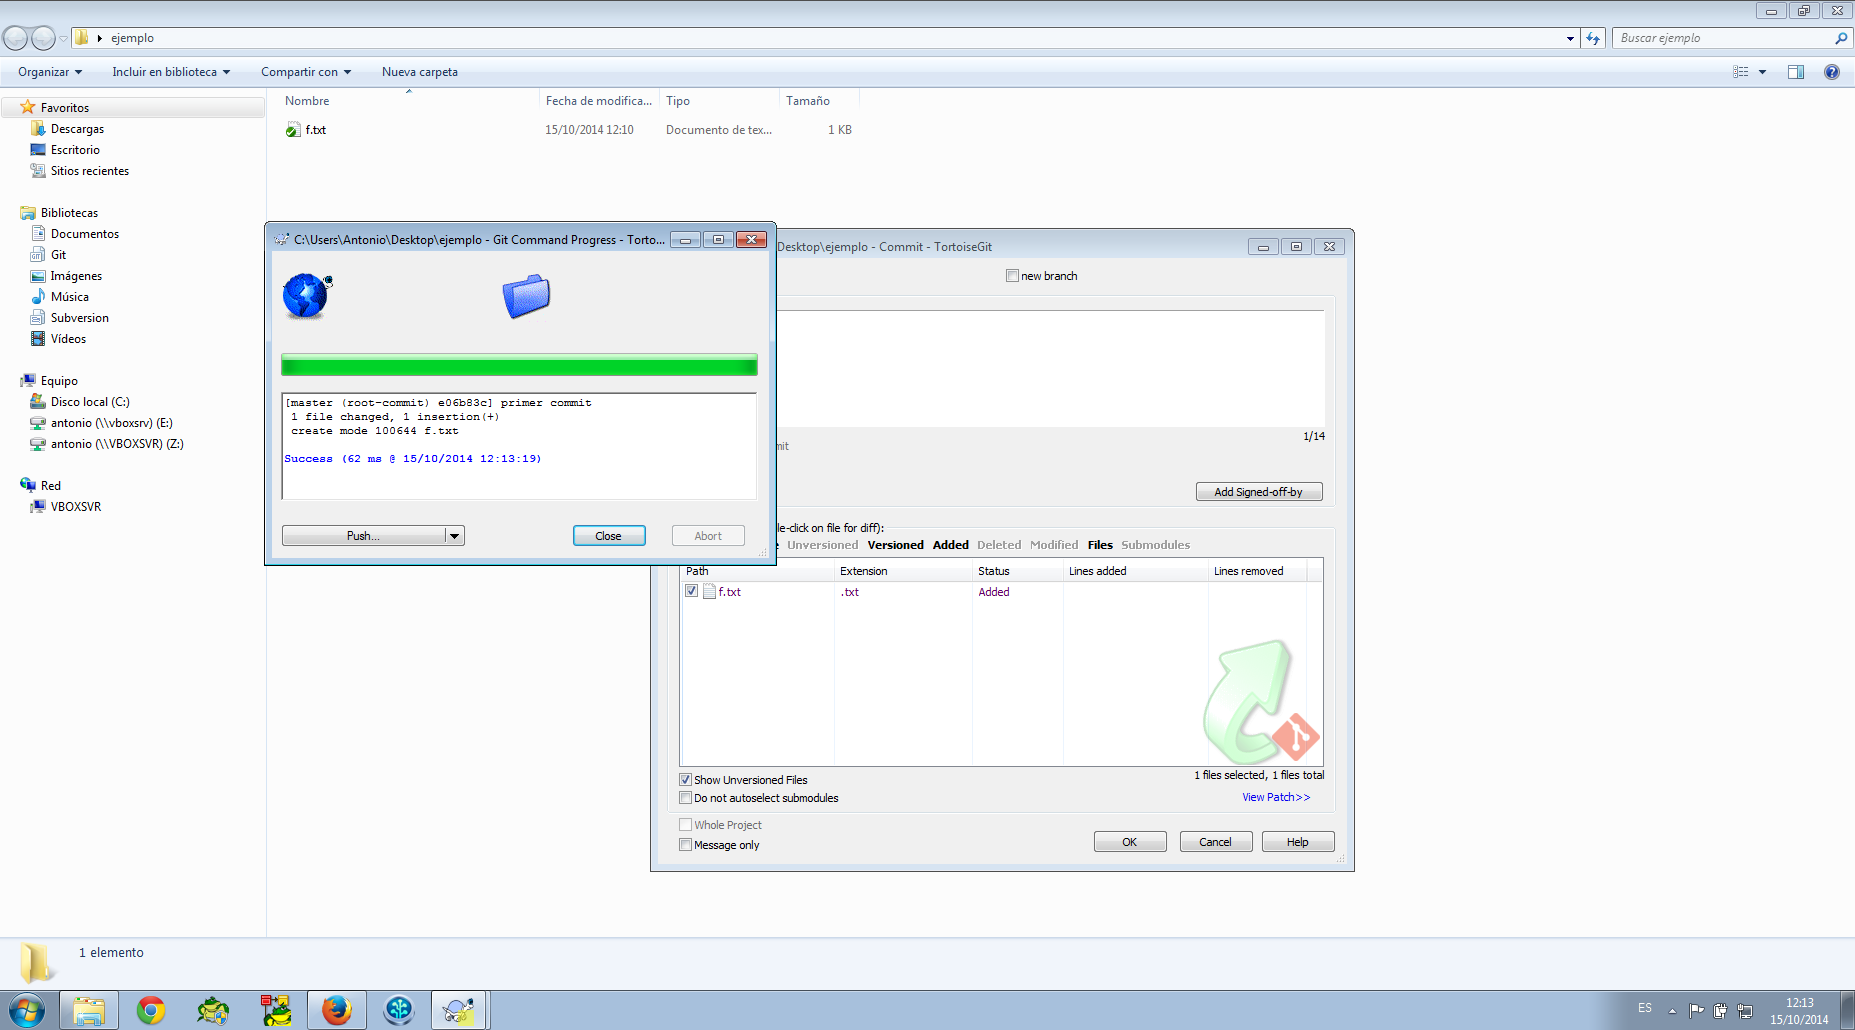 ejemplo
Buscar ejemplo
Organizar
Incluir en biblioteca
Compartir con
Nueva carpeta
Favoritos
Descargas
Escritorio
Sitios recientes
Bibliotecas
Documentos
Git
Imágenes
Música
Subversion
Vídeos
Equipo
Disco local (C:)
antonio (\\vboxsrv) (E:)
antonio (\\VBOXSVR) (Z:)
Red
VBOXSVR
Nombre
Fecha de modifica...
Tipo
Tamaño
f.txt
15/10/2014 12:10
Documento de tex...
1 KB
C:\Users\Antonio\Desktop\ejemplo - Git Command Progress - Torto...
[master (root-commit) e06b83c] primer commit
1 file changed, 1 insertion(+)
create mode 100644 f.txt
Success (62 ms @ 15/10/2014 12:13:19)
Push...
Close
Abort
Desktop\ejemplo - Commit - TortoiseGit
new branch
1/14
mit
Add Signed-off-by
le-click on file for diff):
e Unversioned Versioned Added Deleted Modified Files Submodules
Path Extension Status Lines added Lines removed
f.txt .txt Added
Show Unversioned Files
1 files selected, 1 files total
Do not autoselect submodules
View Patch>>
Whole Project
Message only
OK
Cancel
Help
1 elemento
ES
12:13
15/10/2014